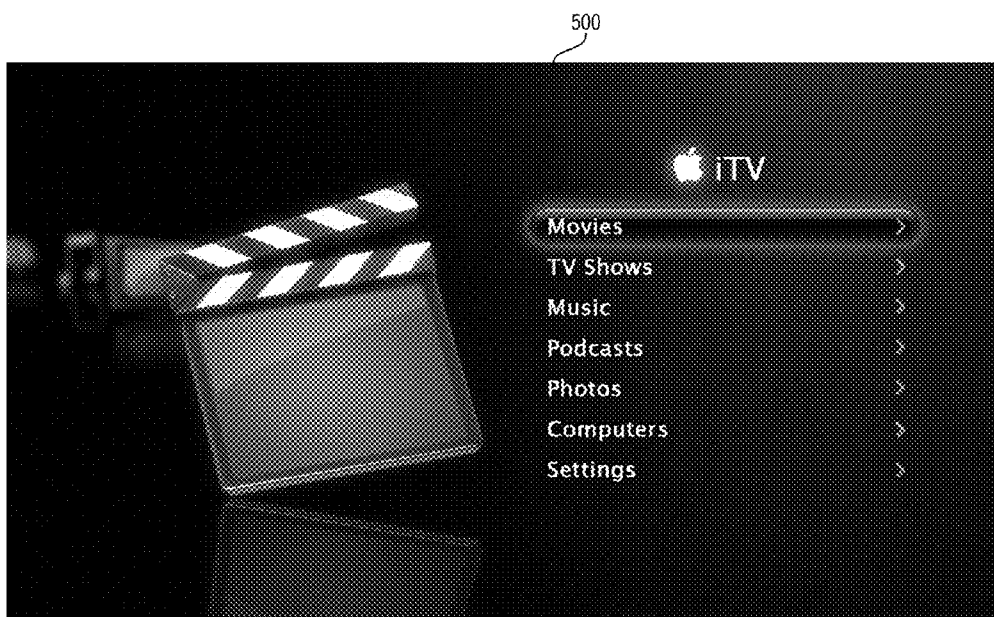 500
iTV
Movies >
TV Shows >
Music >
Podcasts >
Photos >
Computers >
Settings >